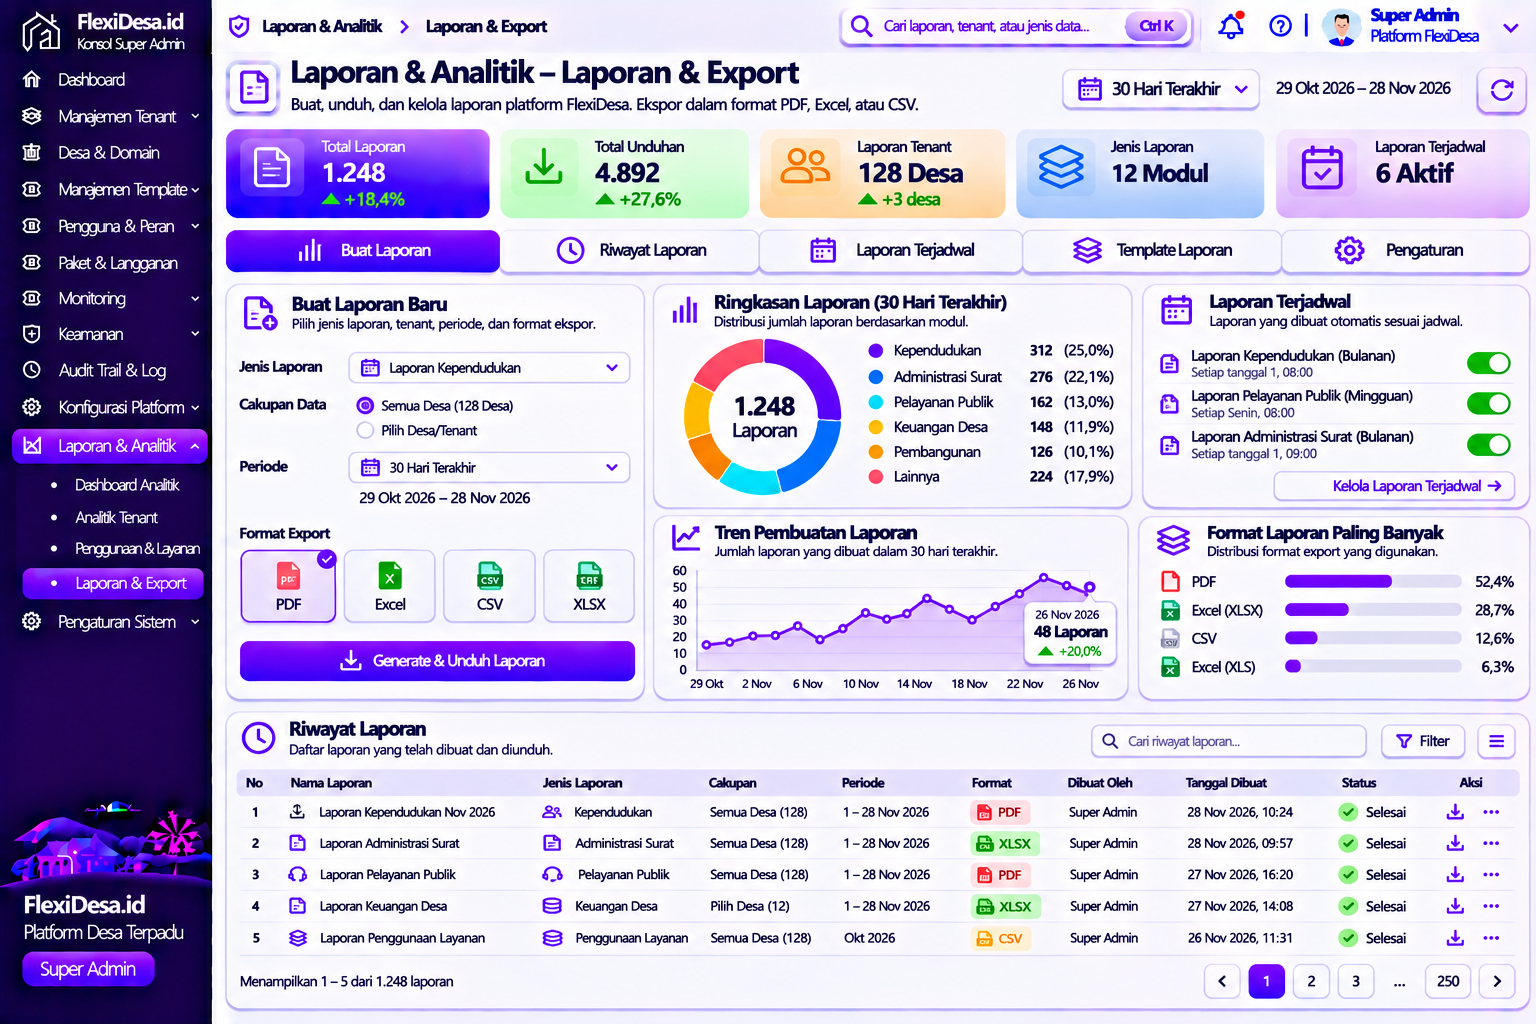 FlexiDesa.id
Konsol Super Admin
Dashboard
Manajemen Tenant
Desa & Domain
Manajemen Template
Pengguna & Peran
Paket & Langganan
Monitoring
Keamanan
Audit Trail & Log
Konfigurasi Platform
Laporan & Analitik
Dashboard Analitik
Analitik Tenant
Penggunaan & Layanan
Laporan & Export
Pengaturan Sistem
FlexiDesa.id
Platform Desa Terpadu
Super Admin
Laporan & Analitik > Laporan & Export
Cari laporan, tenant, atau jenis data... Ctrl K
Super Admin
Platform FlexiDesa
Laporan & Analitik – Laporan & Export
Buat, unduh, dan kelola laporan platform FlexiDesa. Ekspor dalam format PDF, Excel, atau CSV.
30 Hari Terakhir
29 Okt 2026 – 28 Nov 2026
Total Laporan
1.248
+18,4%
Total Unduhan
4.892
+27,6%
Laporan Tenant
128 Desa
+3 desa
Jenis Laporan
12 Modul
Laporan Terjadwal
6 Aktif
Buat Laporan
Riwayat Laporan
Laporan Terjadwal
Template Laporan
Pengaturan
Buat Laporan Baru
Pilih jenis laporan, tenant, periode, dan format ekspor.
Jenis Laporan
Laporan Kependudukan
Cakupan Data
Semua Desa (128 Desa)
Pilih Desa/Tenant
Periode
30 Hari Terakhir
29 Okt 2026 – 28 Nov 2026
Format Export
PDF
Excel
CSV
XLSX
Generate & Unduh Laporan
Ringkasan Laporan (30 Hari Terakhir)
Distribusi jumlah laporan berdasarkan modul.
1.248
Laporan
Kependudukan 312 (25,0%)
Administrasi Surat 276 (22,1%)
Pelayanan Publik 162 (13,0%)
Keuangan Desa 148 (11,9%)
Pembangunan 126 (10,1%)
Lainnya 224 (17,9%)
Laporan Terjadwal
Laporan yang dibuat otomatis sesuai jadwal.
Laporan Kependudukan (Bulanan)
Setiap tanggal 1, 08:00
Laporan Pelayanan Publik (Mingguan)
Setiap Senin, 08:00
Laporan Administrasi Surat (Bulanan)
Setiap tanggal 1, 09:00
Kelola Laporan Terjadwal →
Tren Pembuatan Laporan
Jumlah laporan yang dibuat dalam 30 hari terakhir.
60
50
40
30
20
10
0
29 Okt 2 Nov 6 Nov 10 Nov 14 Nov 18 Nov 22 Nov 26 Nov
26 Nov 2026
48 Laporan
+20,0%
Format Laporan Paling Banyak
Distribusi format export yang digunakan.
PDF 52,4%
Excel (XLSX) 28,7%
CSV 12,6%
Excel (XLS) 6,3%
Riwayat Laporan
Daftar laporan yang telah dibuat dan diunduh.
Cari riwayat laporan...
Filter
No Nama Laporan Jenis Laporan Cakupan Periode Format Dibuat Oleh Tanggal Dibuat Status Aksi
1 Laporan Kependudukan Nov 2026 Kependudukan Semua Desa (128) 1 – 28 Nov 2026 PDF Super Admin 28 Nov 2026, 10:24 Selesai
2 Laporan Administrasi Surat Administrasi Surat Semua Desa (128) 1 – 28 Nov 2026 XLSX Super Admin 28 Nov 2026, 09:57 Selesai
3 Laporan Pelayanan Publik Pelayanan Publik Semua Desa (128) 1 – 28 Nov 2026 PDF Super Admin 27 Nov 2026, 16:20 Selesai
4 Laporan Keuangan Desa Keuangan Desa Pilih Desa (12) 1 – 28 Nov 2026 XLSX Super Admin 27 Nov 2026, 14:08 Selesai
5 Laporan Penggunaan Layanan Penggunaan Layanan Semua Desa (128) Okt 2026 CSV Super Admin 26 Nov 2026, 11:31 Selesai
Menampilkan 1 – 5 dari 1.248 laporan
1 2 3 ... 250